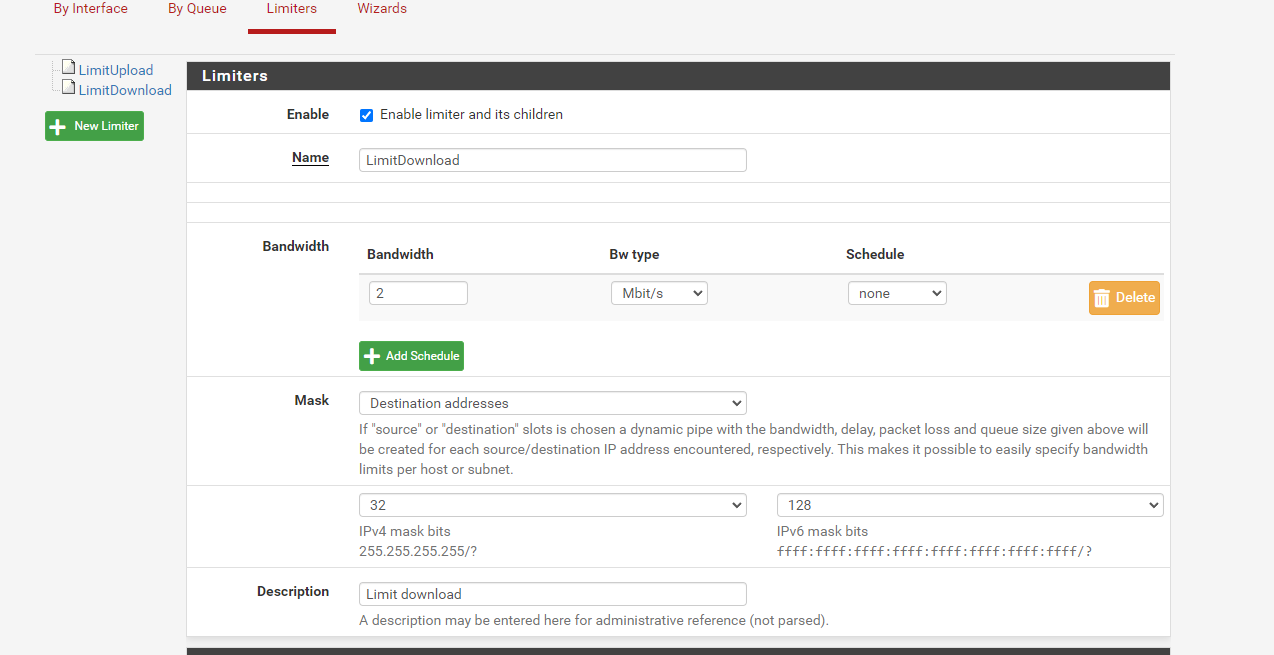 By Interface By Queue Limiters Wizards
LimitUpload
LimitDownload
New Limiter
Limiters
Enable Enable limiter and its children
Name LimitDownload
Bandwidth Bandwidth Bw type Schedule
2 Mbit/s none Delete
Add Schedule
Mask Destination addresses
If "source" or "destination" slots is chosen a dynamic pipe with the bandwidth, delay, packet loss and queue size given above will
be created for each source/destination IP address encountered, respectively. This makes it possible to easily specify bandwidth
limits per host or subnet.
32 128
IPv4 mask bits IPv6 mask bits
255.255.255.255/? ffff:ffff:ffff:ffff:ffff:ffff:ffff:ffff/?
Description Limit download
A description may be entered here for administrative reference (not parsed).